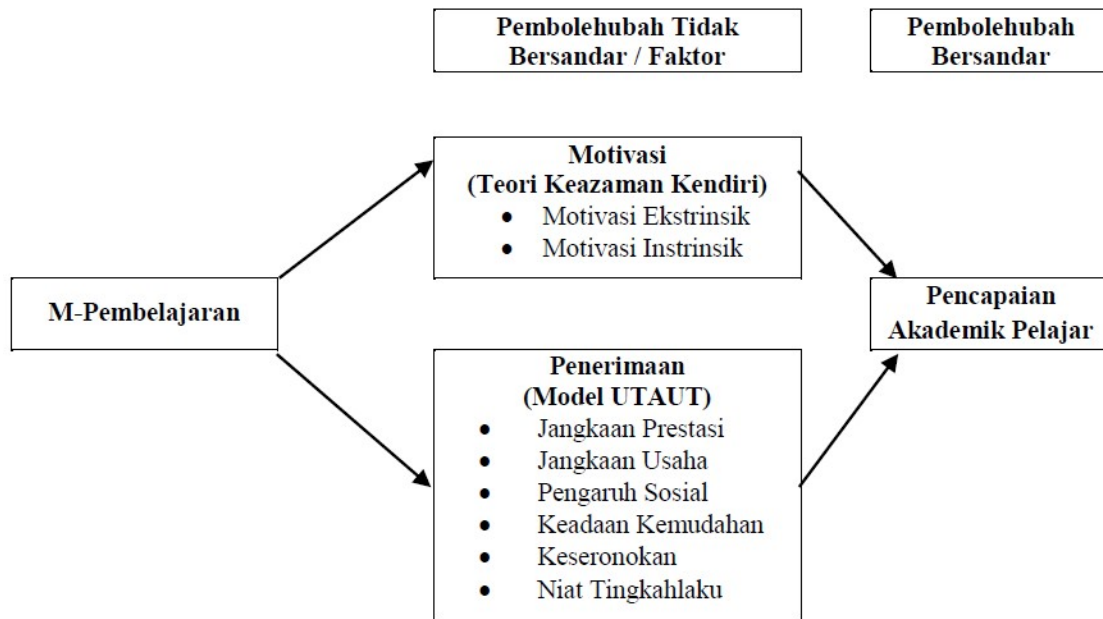 Pembolehubah Tidak
Bersandar / Faktor
Pembolehubah
Bersandar
Motivasi
(Teori Keazaman Kendiri)
• Motivasi Ekstrinsik
• Motivasi Instrinsik
M-Pembelajaran
Pencapaian
Akademik Pelajar
Penerimaan
(Model UTAUT)
• Jangkaan Prestasi
• Jangkaan Usaha
• Pengaruh Sosial
• Keadaan Kemudahan
• Keseronokan
• Niat Tingkahlaku